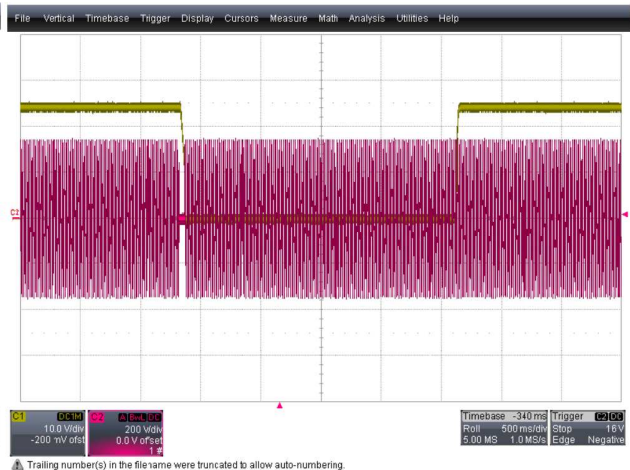 File Vertical Timebase Trigger Display Cursors Measure Math Analysis Utilities Help
C2
C1 DC1M
10.0 V/div
-200 mV ofst
C2 A BwL DC
200 V/div
0.0 V offset
1 #
Timebase -340 ms
Roll 500 ms/div
5.00 MS 1.0 MS/s
Trigger C2 DC
Stop 16 V
Edge Negative
Trailing number(s) in the filename were truncated to allow auto-numbering.